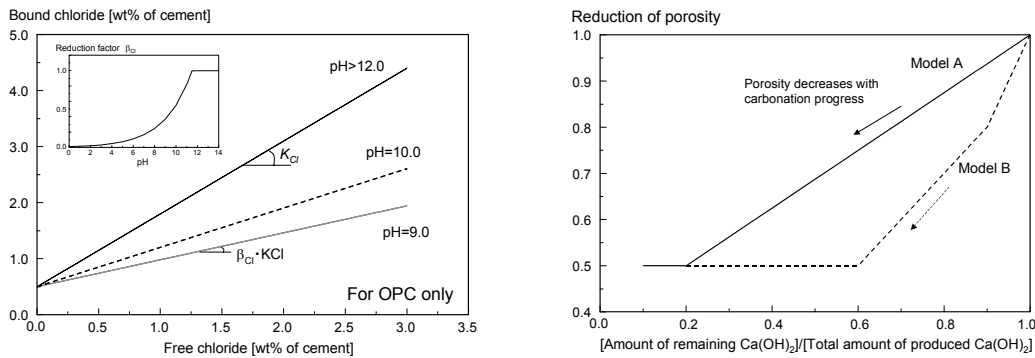 Bound chloride [wt% of cement]
5.0
4.0
3.0
2.0
1.0
0.0
0.0 0.5 1.0 1.5 2.0 2.5 3.0 3.5
Free chloride [wt% of cement]
Reduction factor βCl
1.0
0.5
0.0
0 2 4 6 8 10 12 14
pH
pH>12.0
KCl
pH=10.0
pH=9.0
βCl・KCl
For OPC only
Reduction of porosity
1.0
0.9
0.8
0.7
0.6
0.5
0.4
0.0 0.2 0.4 0.6 0.8 1.0
[Amount of remaining Ca(OH)2]/[Total amount of produced Ca(OH)2]
Model A
Porosity decreases with
carbonation progress
Model B